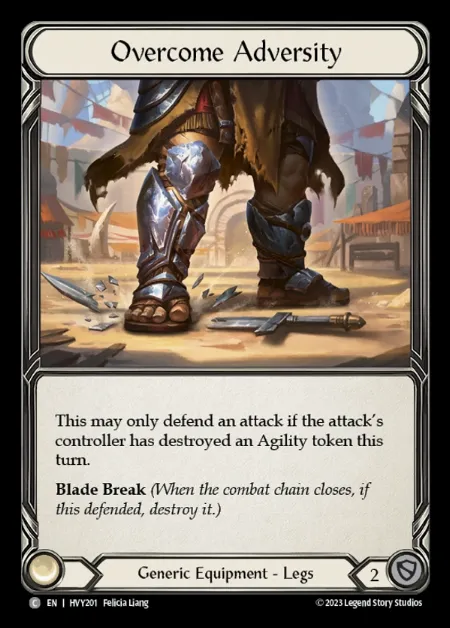 Overcome Adversity
This may only defend an attack if the attack's
controller has destroyed an Agility token this
turn.
Blade Break (When the combat chain closes, if
this defended, destroy it.)
Generic Equipment - Legs
2
C EN | HVY201 Felicia Liang
© 2023 Legend Story Studios